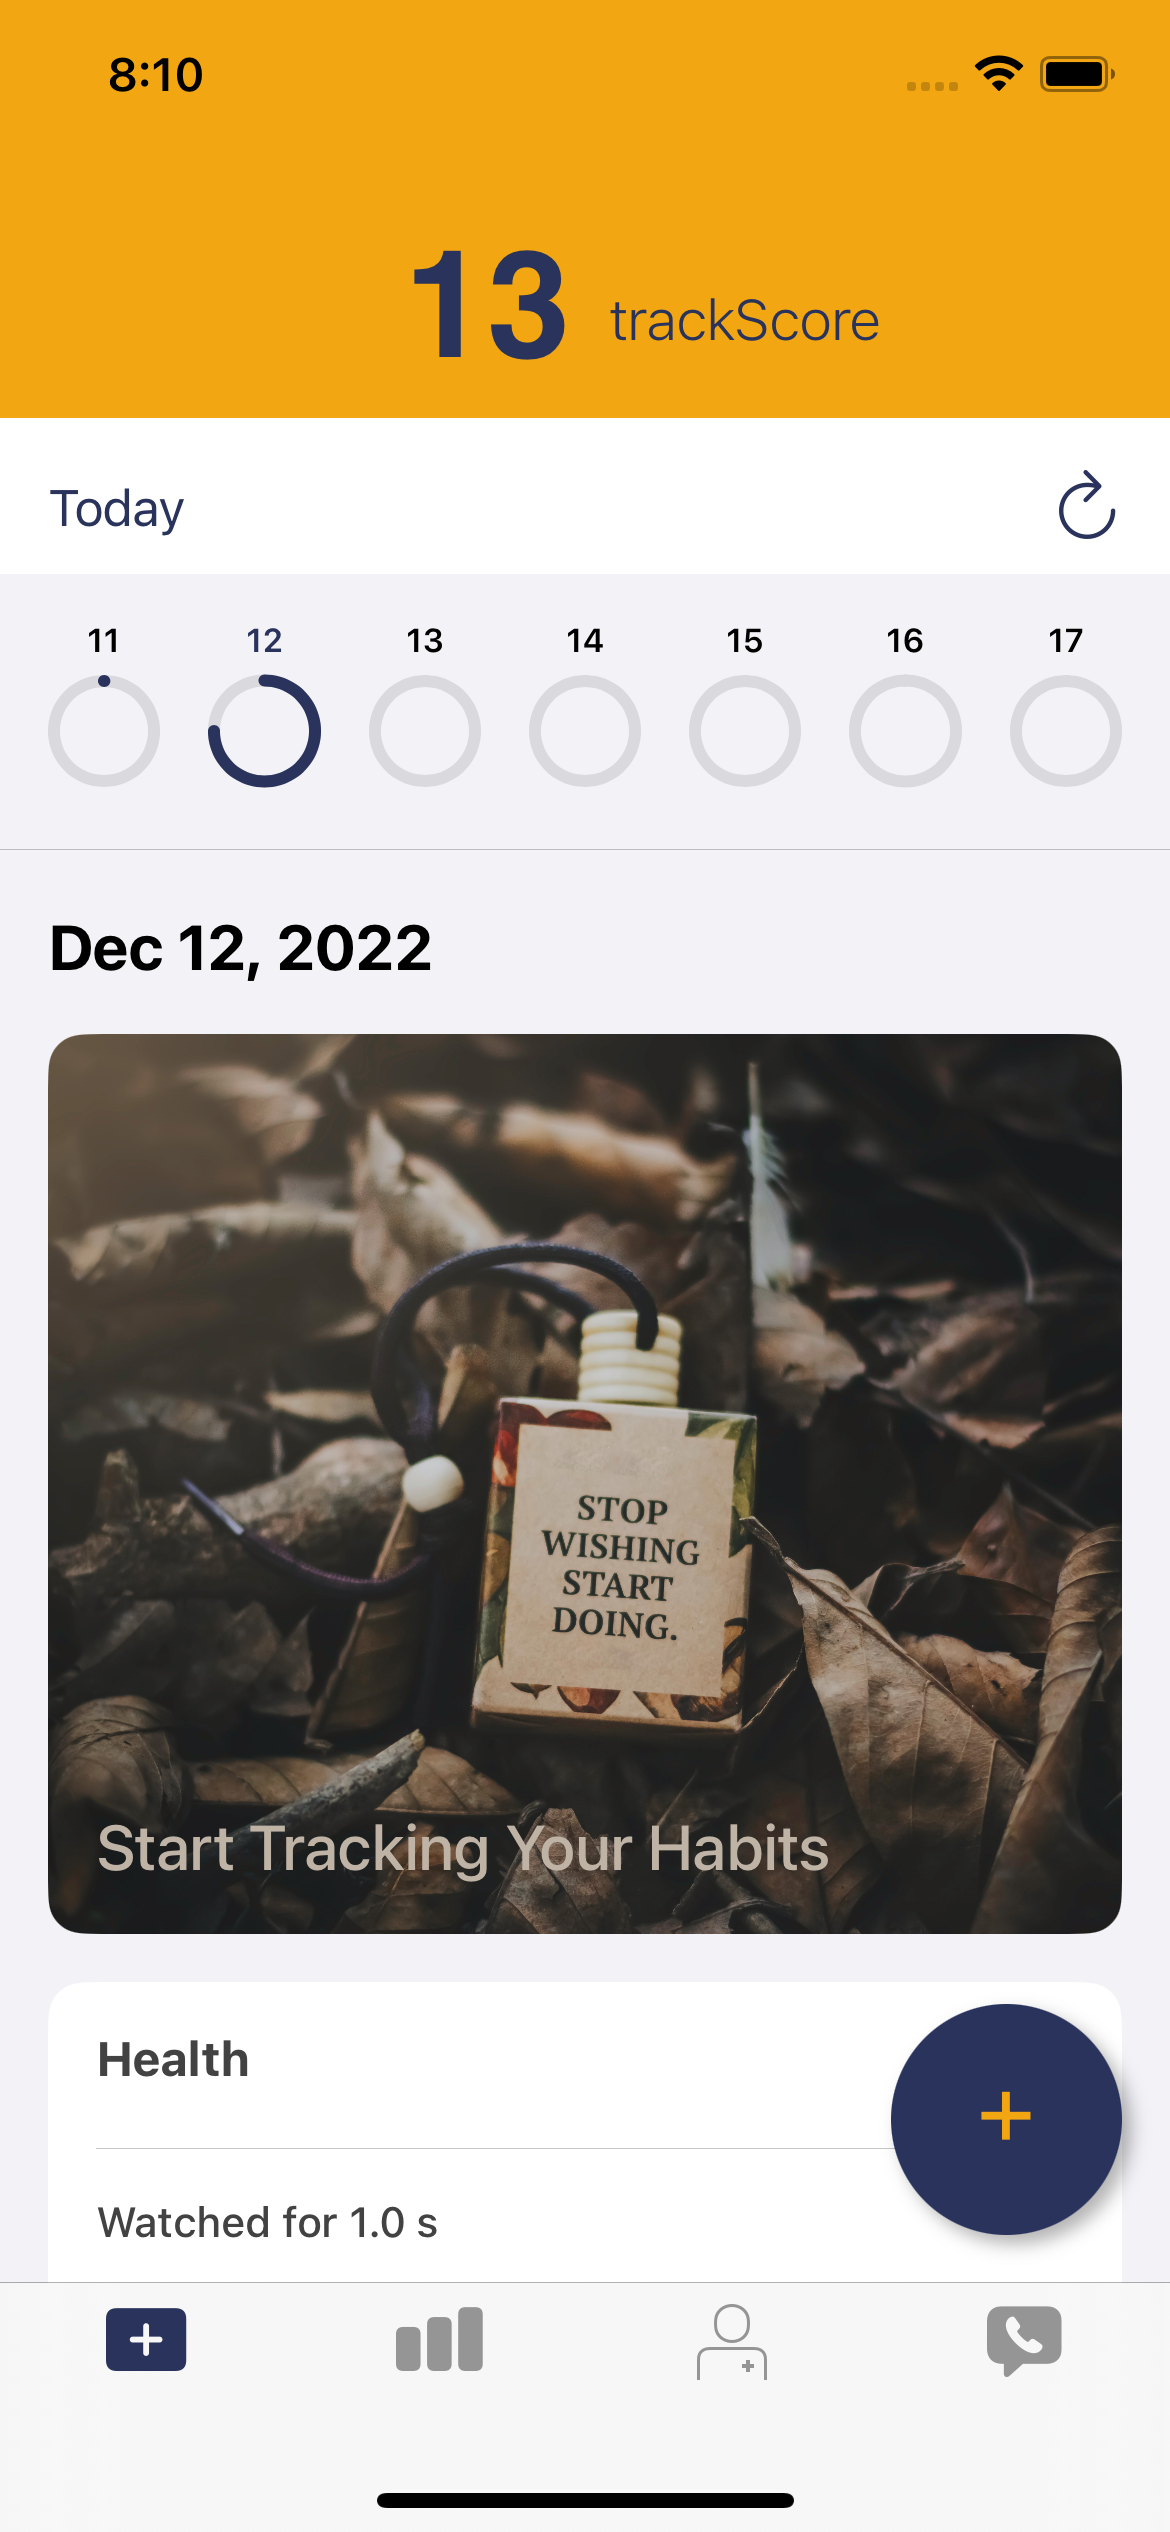 8:10
13 trackScore
Today
11 12 13 14 15 16 17
Dec 12, 2022
STOP
WISHING
START
DOING.
Start Tracking Your Habits
Health
Watched for 1.0 s